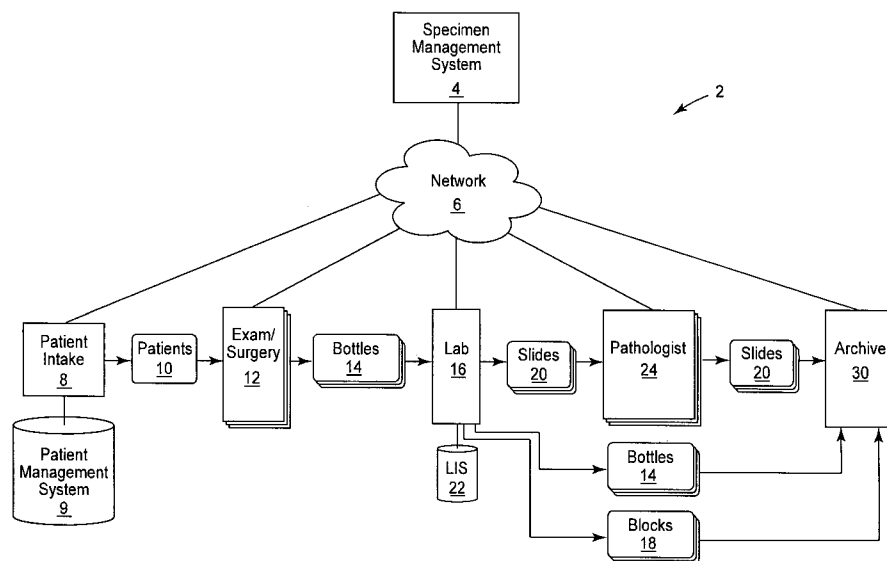 Specimen
Management
System
4
2
Network
6
Patient
Intake
8
Patients
10
Exam/
Surgery
12
Bottles
14
Lab
16
Slides
20
Pathologist
24
Slides
20
Archive
30
Patient
Management
System
9
LIS
22
Bottles
14
Blocks
18